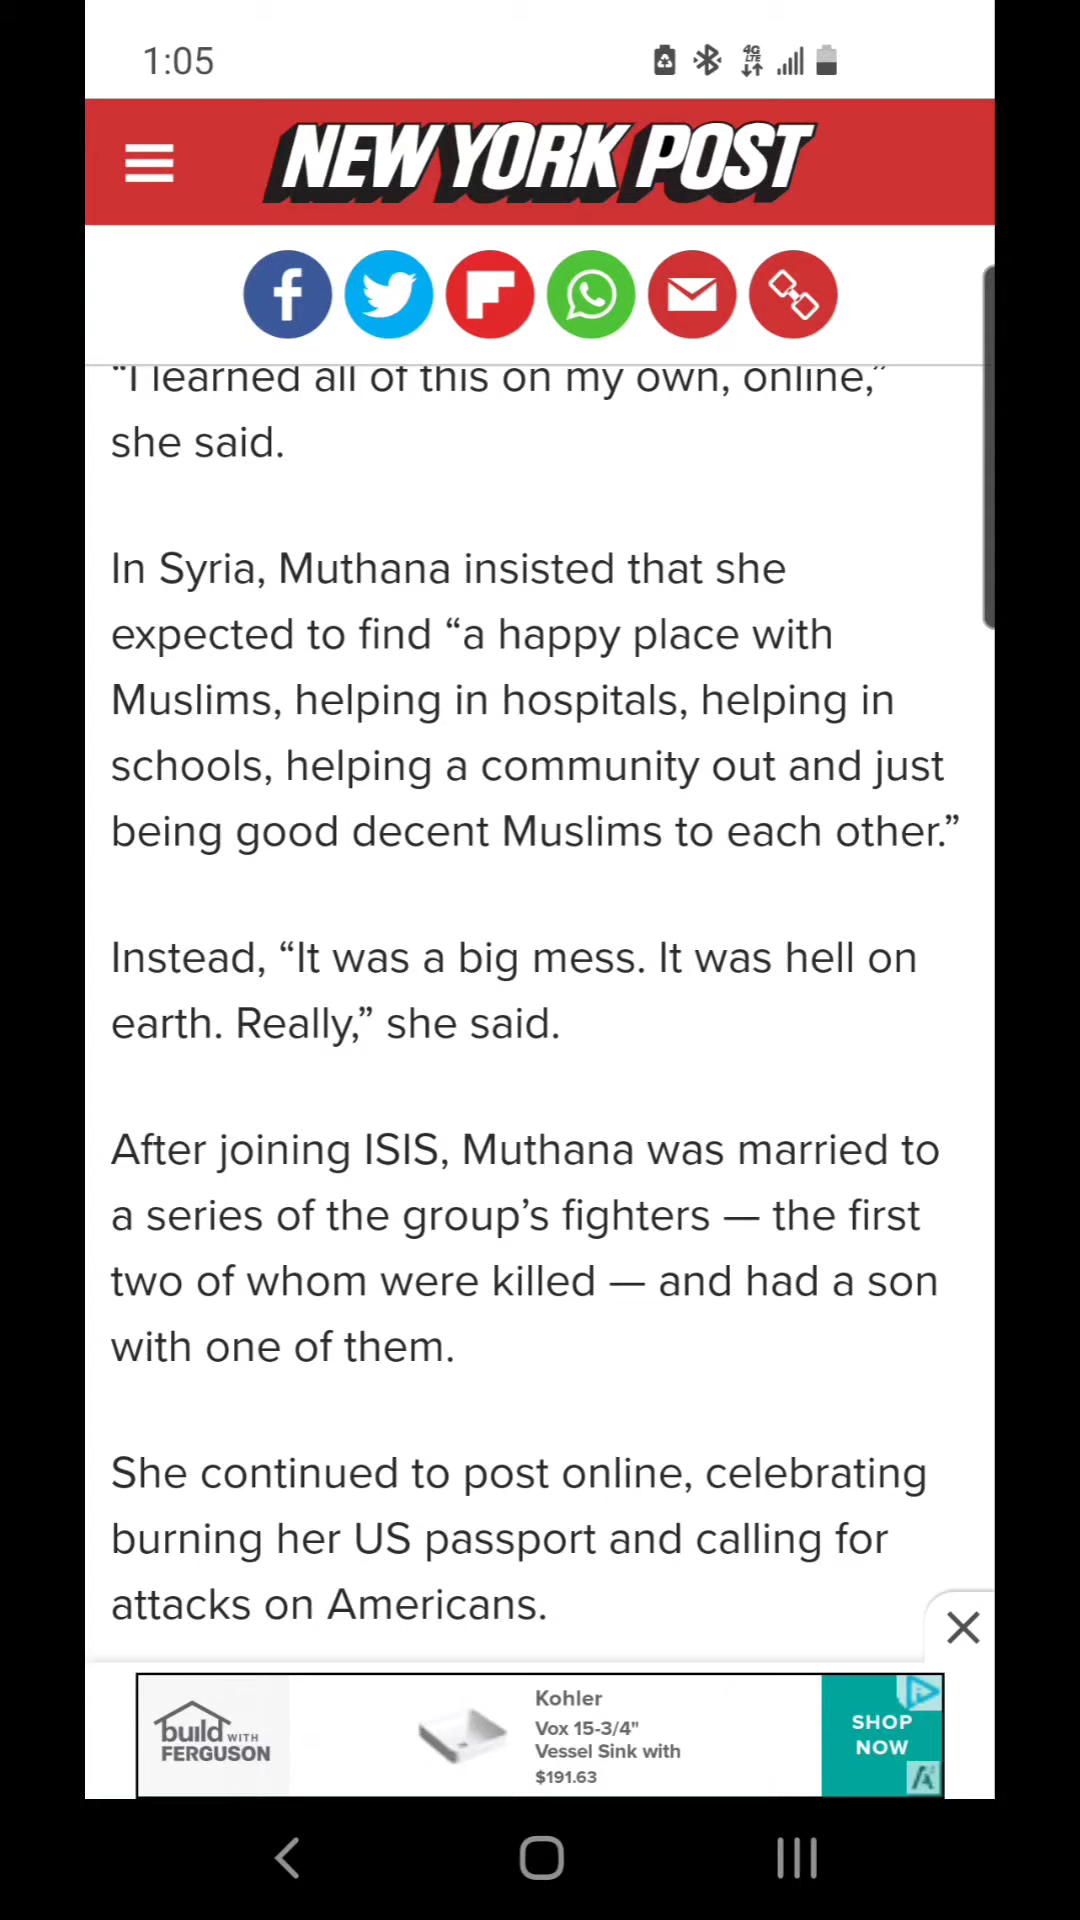 1:05
4G
LTE
NEW YORK POST
“I learned all of this on my own, online,”
she said.
In Syria, Muthana insisted that she
expected to find “a happy place with
Muslims, helping in hospitals, helping in
schools, helping a community out and just
being good decent Muslims to each other.”
Instead, “It was a big mess. It was hell on
earth. Really,” she said.
After joining ISIS, Muthana was married to
a series of the group’s fighters — the first
two of whom were killed — and had a son
with one of them.
She continued to post online, celebrating
burning her US passport and calling for
attacks on Americans.
build WITH
FERGUSON
Kohler
Vox 15-3/4"
Vessel Sink with
$191.63
SHOP
NOW